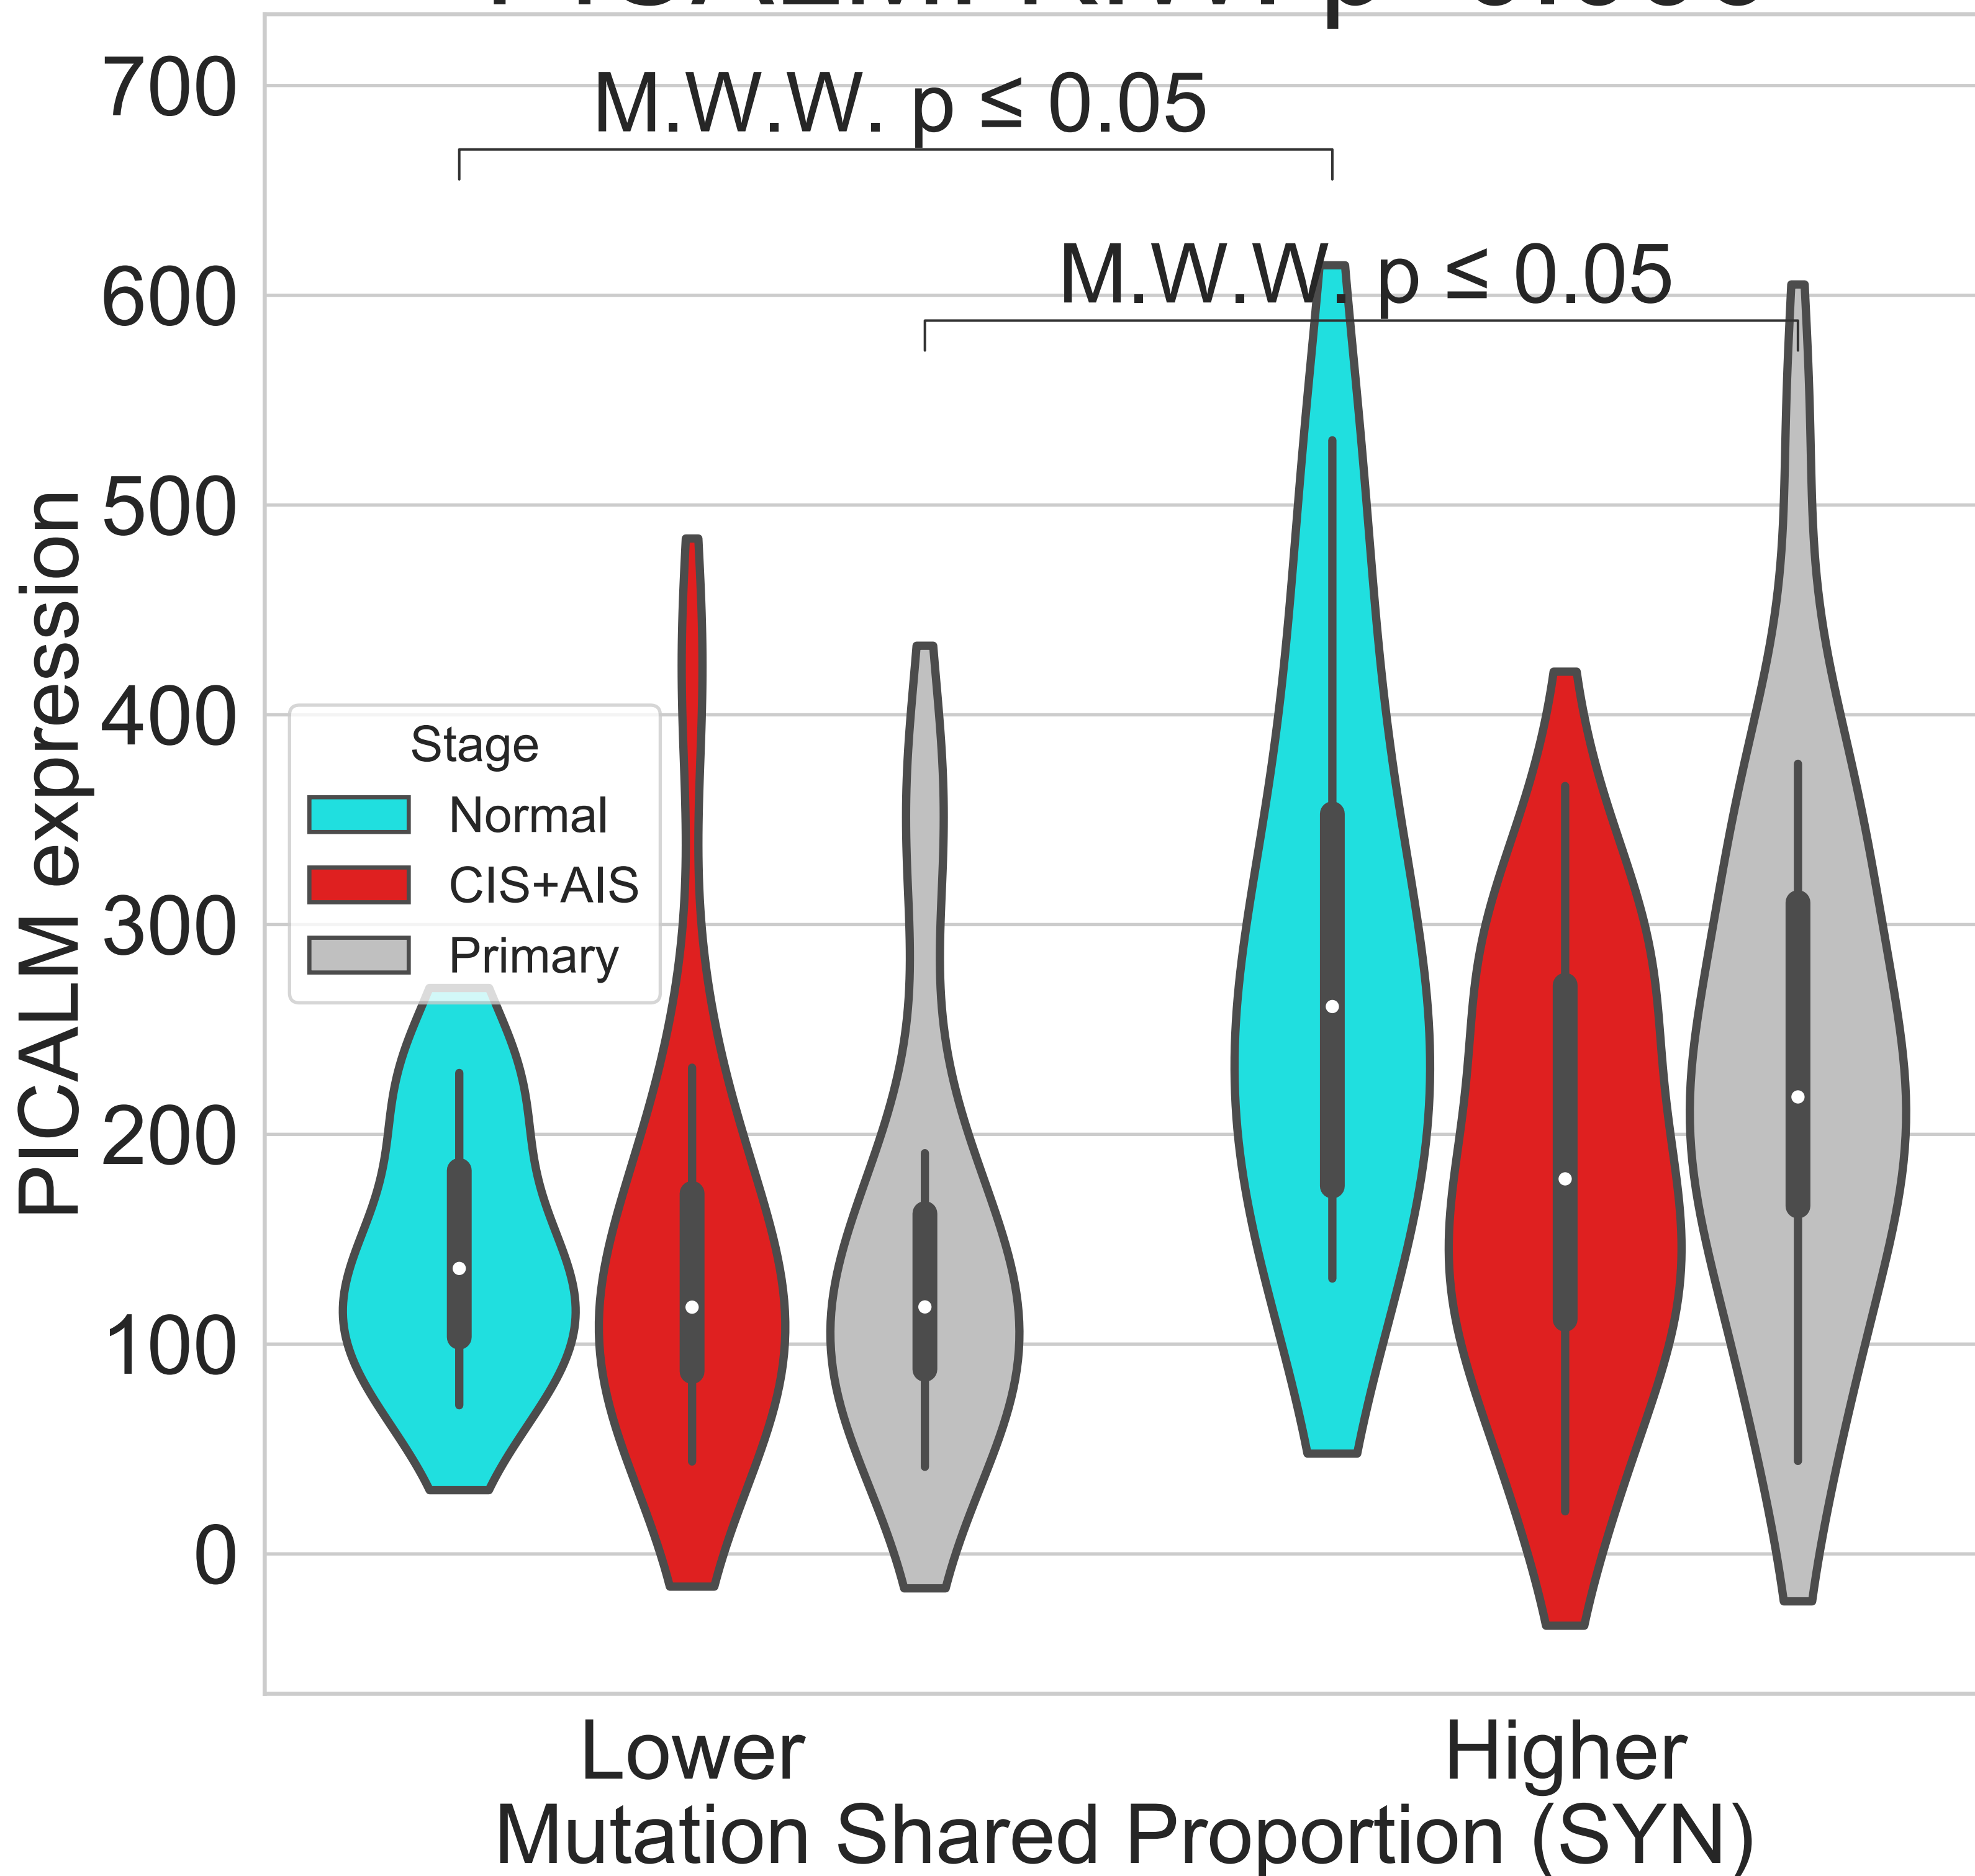 700
M.W.W. p ≤ 0.05
600
M.W.W. p ≤ 0.05
500
400
300
200
100
0
PICALM expression
Stage
Normal
CIS+AIS
Primary
Lower
Higher
Mutation Shared Proportion (SYN)